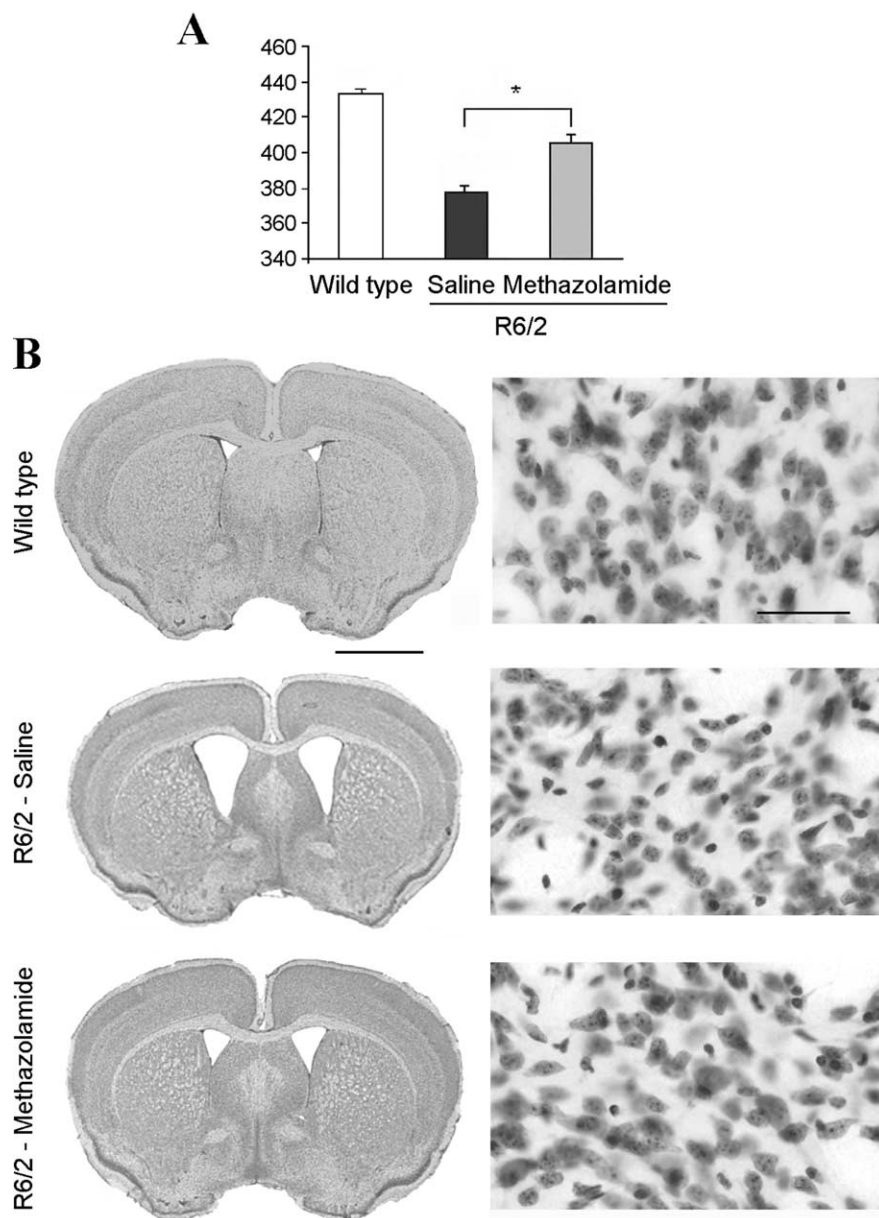 A
460
440
420
400
380
360
340
*
Wild type Saline Methazolamide
R6/2
B
Wild type
R6/2 - Saline
R6/2 - Methazolamide